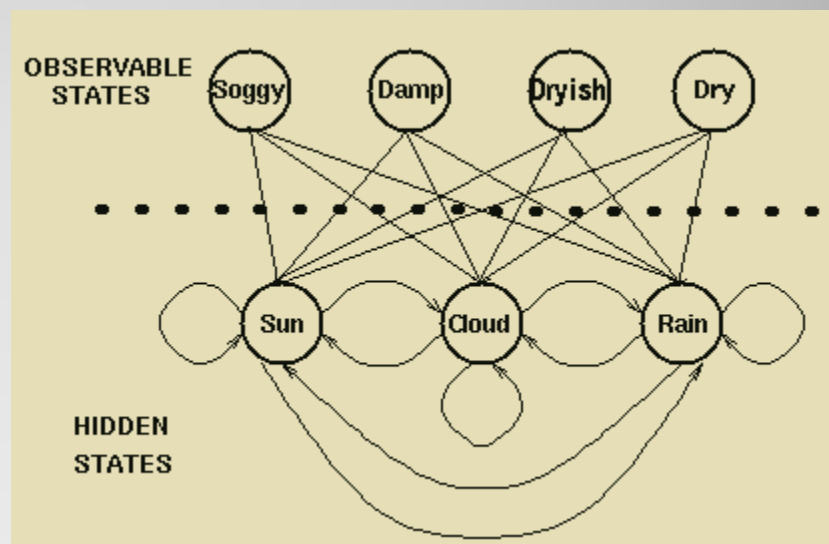 OBSERVABLE
STATES
Soggy
Damp
Dryish
Dry
Sun
Cloud
Rain
HIDDEN
STATES